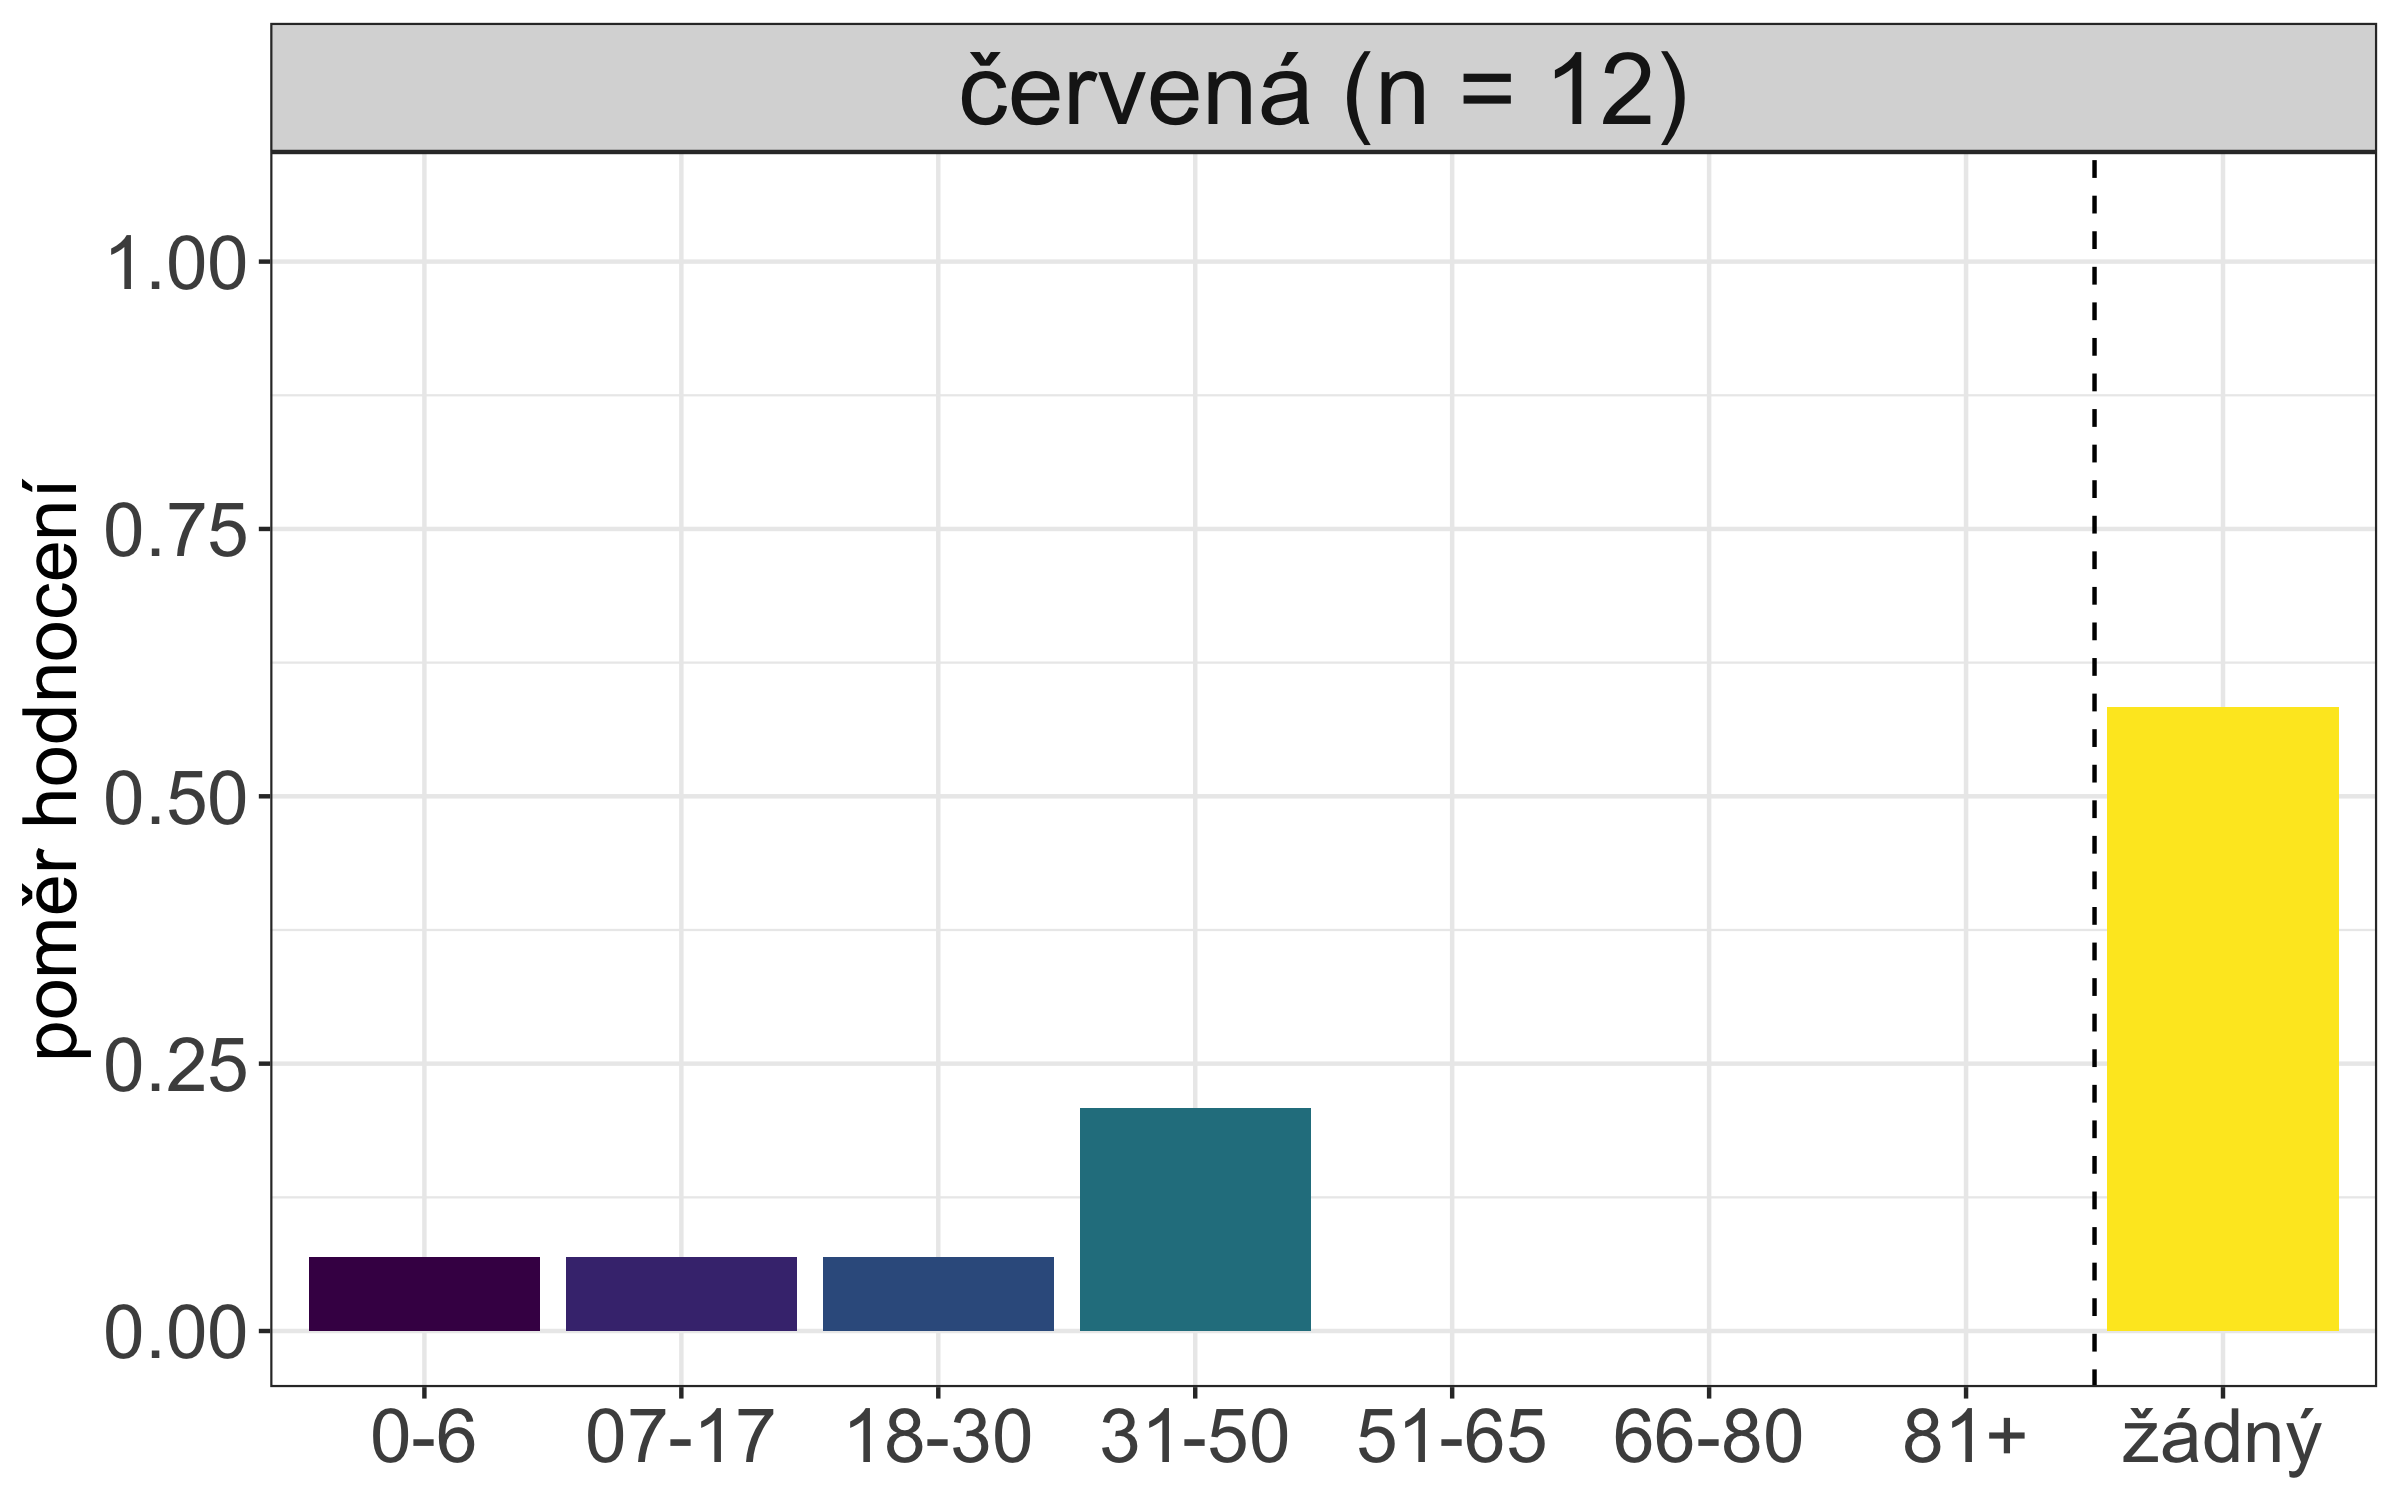 červená (n = 12)
poměr hodnocení
1.00
0.75
0.50
0.25
0.00
0-6 07-17 18-30 31-50 51-65 66-80 81+ žádný